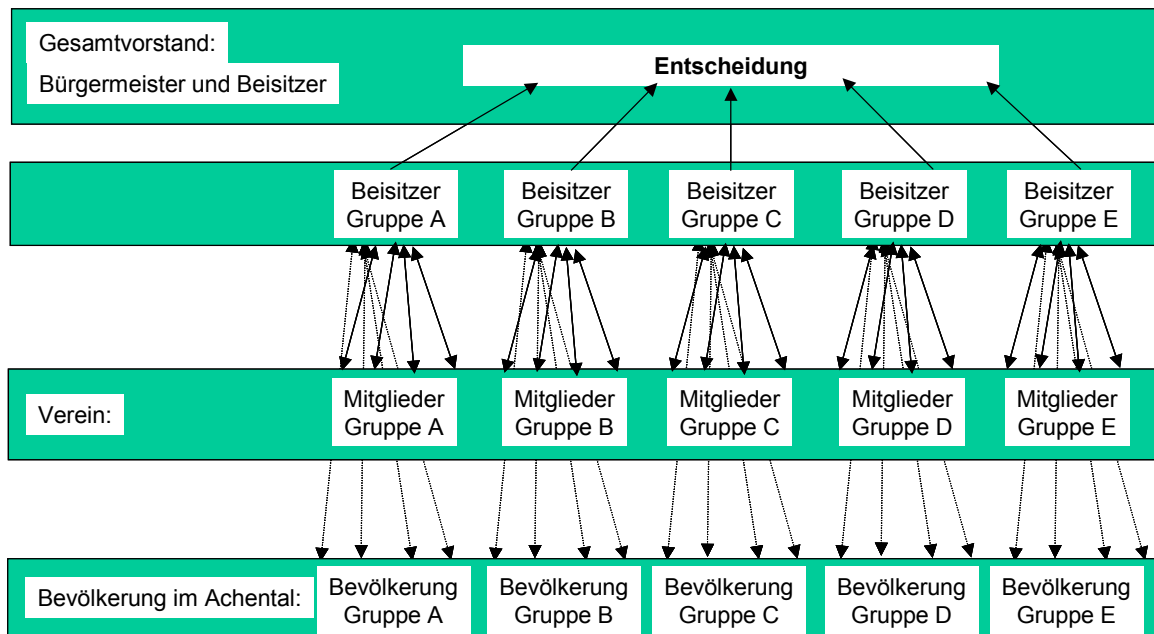 Gesamtvorstand:
Bürgermeister und Beisitzer
Entscheidung
Beisitzer
Gruppe A
Beisitzer
Gruppe B
Beisitzer
Gruppe C
Beisitzer
Gruppe D
Beisitzer
Gruppe E
Verein:
Mitglieder
Gruppe A
Mitglieder
Gruppe B
Mitglieder
Gruppe C
Mitglieder
Gruppe D
Mitglieder
Gruppe E
Bevölkerung im Achental:
Bevölkerung
Gruppe A
Bevölkerung
Gruppe B
Bevölkerung
Gruppe C
Bevölkerung
Gruppe D
Bevölkerung
Gruppe E